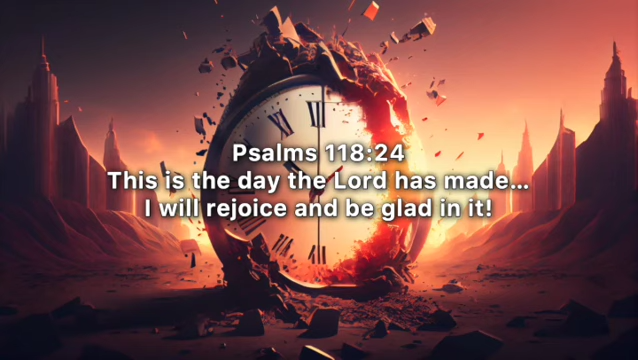 Psalms 118:24
This is the day the Lord has made...
I will rejoice and be glad in it!